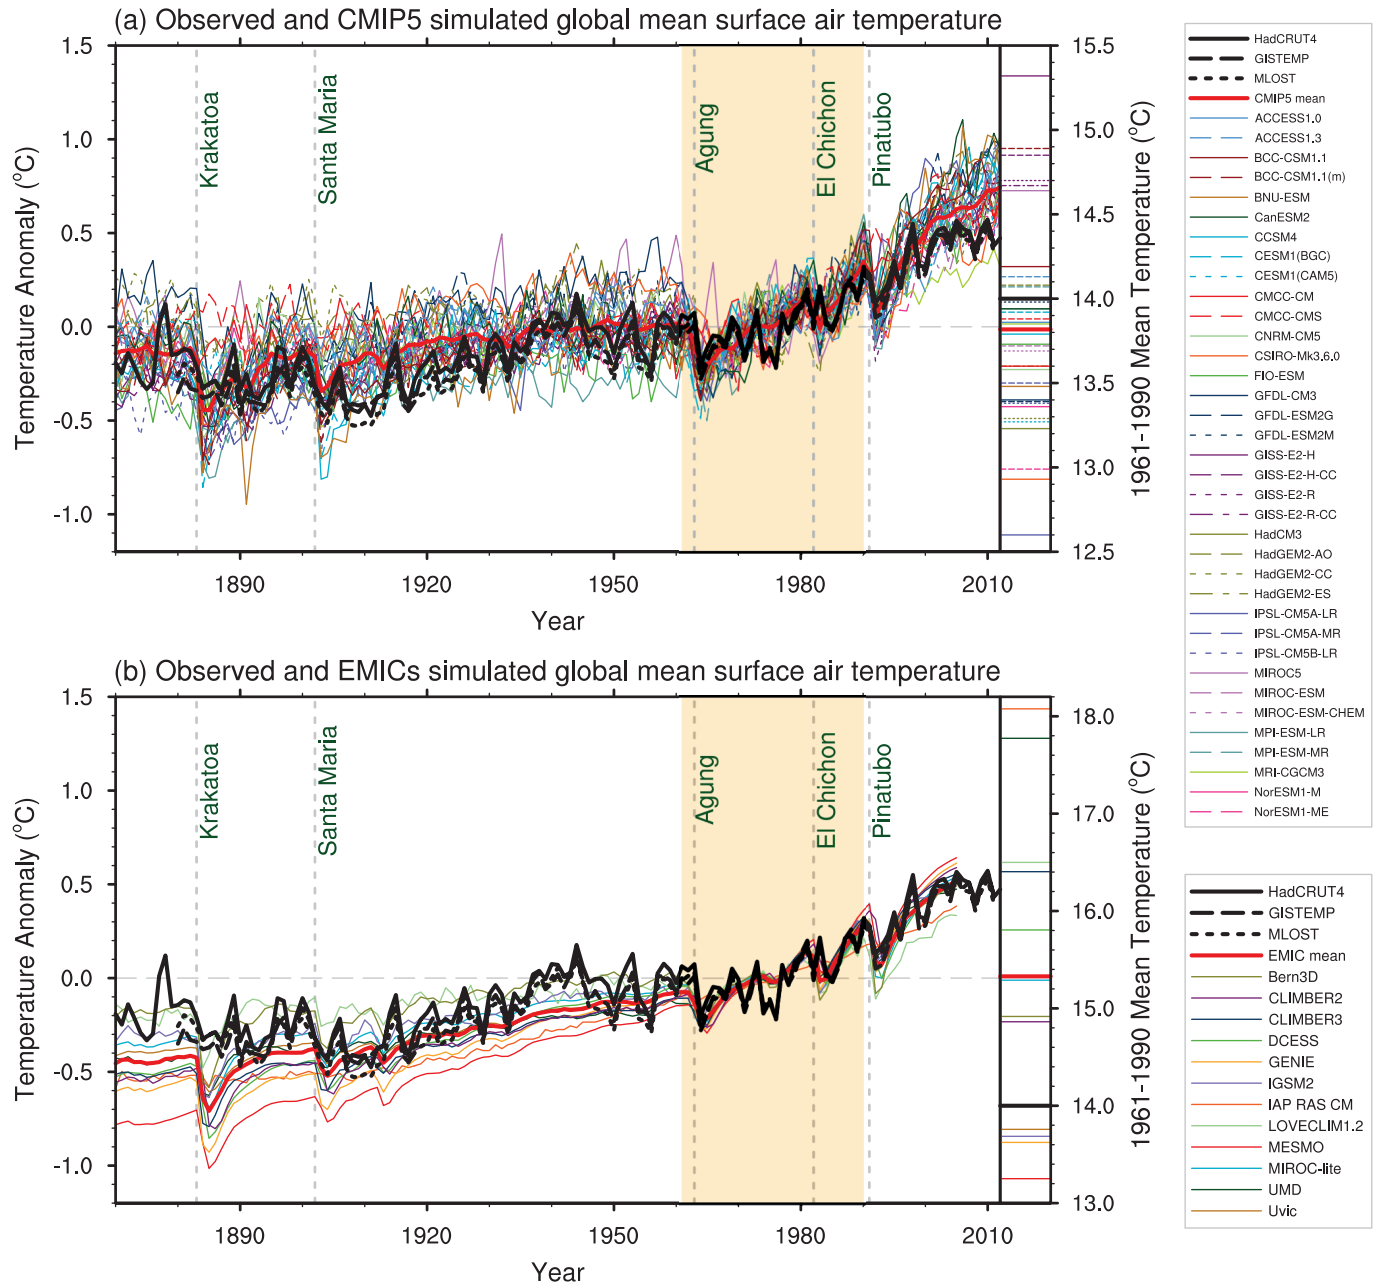 (a) Observed and CMIP5 simulated global mean surface air temperature
1.5
1.0
0.5
0.0
-0.5
-1.0
Temperature Anomaly (°C)
Krakatoa
Santa Maria
Agung
El Chichon
Pinatubo
15.5
15.0
14.5
14.0
13.5
13.0
12.5
1961-1990 Mean Temperature (°C)
1890
1920
1950
1980
2010
Year
HadCRUT4
GISTEMP
MLOST
CMIP5 mean
ACCESS1.0
ACCESS1.3
BCC-CSM1.1
BCC-CSM1.1(m)
BNU-ESM
CanESM2
CCSM4
CESM1(BGC)
CESM1(CAM5)
CMCC-CM
CMCC-CMS
CNRM-CM5
CSIRO-Mk3.6.0
FIO-ESM
GFDL-CM3
GFDL-ESM2G
GFDL-ESM2M
GISS-E2-H
GISS-E2-H-CC
GISS-E2-R
GISS-E2-R-CC
HadCM3
HadGEM2-AO
HadGEM2-CC
HadGEM2-ES
IPSL-CM5A-LR
IPSL-CM5A-MR
IPSL-CM5B-LR
MIROC5
MIROC-ESM
MIROC-ESM-CHEM
MPI-ESM-LR
MPI-ESM-MR
MRI-CGCM3
NorESM1-M
NorESM1-ME
(b) Observed and EMICs simulated global mean surface air temperature
1.5
1.0
0.5
0.0
-0.5
-1.0
Temperature Anomaly (°C)
Krakatoa
Santa Maria
Agung
El Chichon
Pinatubo
18.0
17.0
16.0
15.0
14.0
13.0
1961-1990 Mean Temperature (°C)
1890
1920
1950
1980
2010
Year
HadCRUT4
GISTEMP
MLOST
EMIC mean
Bern3D
CLIMBER2
CLIMBER3
DCESS
GENIE
IGSM2
IAP RAS CM
LOVECLIM1.2
MESMO
MIROC-lite
UMD
Uvic